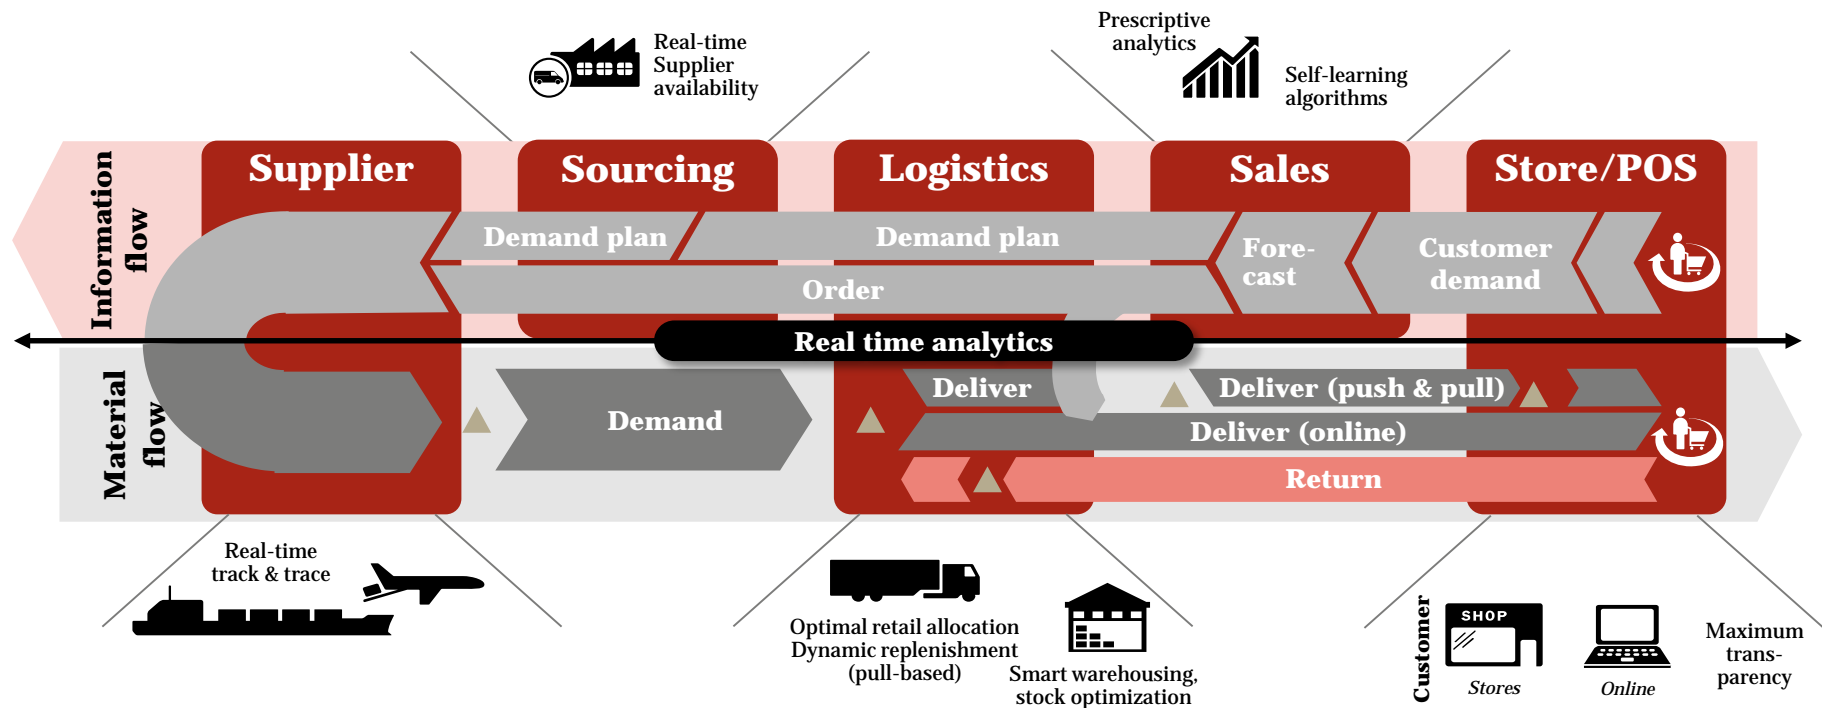 Prescriptive
analytics
Real-time
Supplier
availability
Self-learning
algorithms
Information
flow
Supplier
Sourcing
Logistics
Sales
Store/POS
Demand plan
Demand plan
Fore-
cast
Customer
demand
Order
Real time analytics
Material
flow
Demand
Deliver
Deliver (push & pull)
Deliver (online)
Return
Real-time
track & trace
Optimal retail allocation
Dynamic replenishment
(pull-based)
Smart warehousing,
stock optimization
Customer
SHOP
Stores
Online
Maximum
trans-
parency